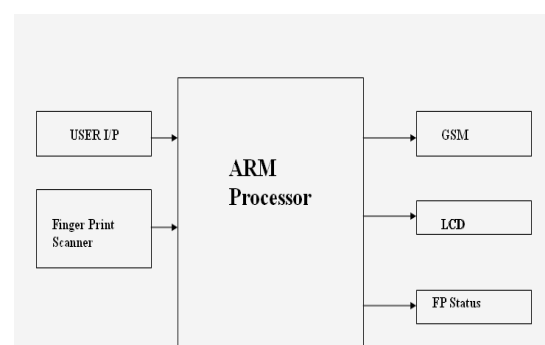 USER I/P
Finger Print
Scanner
ARM
Processor
GSM
LCD
FP Status